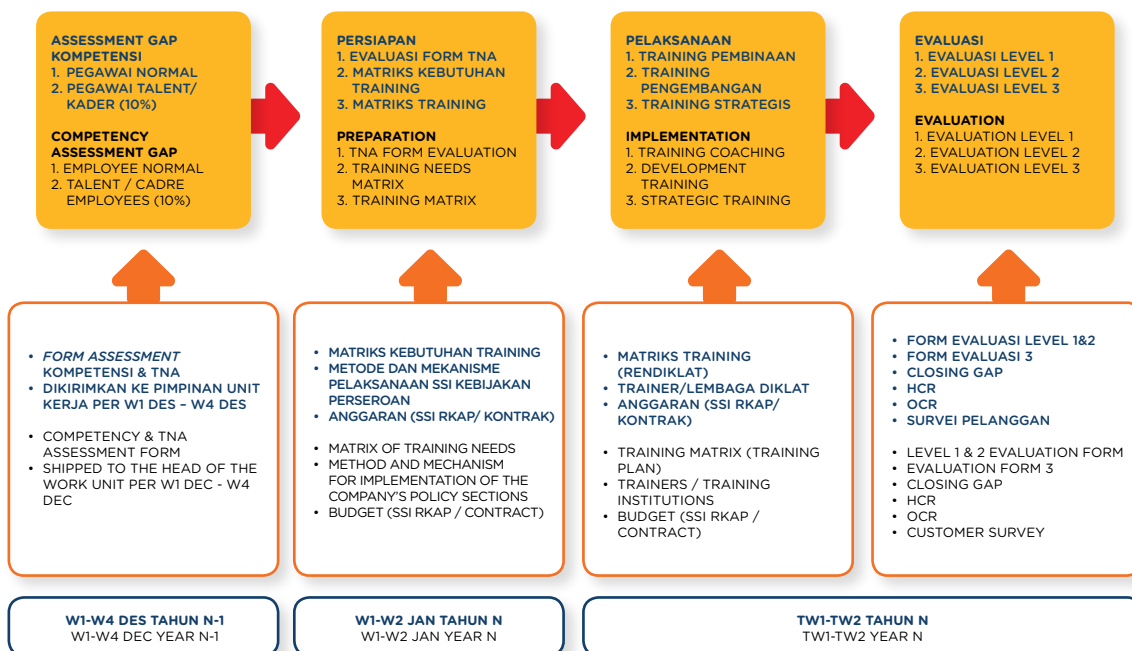 ASSESSMENT GAP
KOMPETENSI
1. PEGAWAI NORMAL
2. PEGAWAI TALENT/
KADER (10%)
COMPETENCY
ASSESSMENT GAP
1. EMPLOYEE NORMAL
2. TALENT / CADRE
EMPLOYEES (10%)
PERSIAPAN
1. EVALUASI FORM TNA
2. MATRIKS KEBUTUHAN
TRAINING
3. MATRIKS TRAINING
PREPARATION
1. TNA FORM EVALUATION
2. TRAINING NEEDS
MATRIX
3. TRAINING MATRIX
PELAKSANAAN
1. TRAINING PEMBINAAN
2. TRAINING
PENGEMBANGAN
3. TRAINING STRATEGIS
IMPLEMENTATION
1. TRAINING COACHING
2. DEVELOPMENT
TRAINING
3. STRATEGIC TRAINING
EVALUASI
1. EVALUASI LEVEL 1
2. EVALUASI LEVEL 2
3. EVALUASI LEVEL 3
EVALUATION
1. EVALUATION LEVEL 1
2. EVALUATION LEVEL 2
3. EVALUATION LEVEL 3
• FORM ASSESSMENT
KOMPETENSI & TNA
• DIKIRIMKAN KE PIMPINAN UNIT
KERJA PER W1 DES – W4 DES
• COMPETENCY & TNA
ASSESSMENT FORM
• SHIPPED TO THE HEAD OF THE
WORK UNIT PER W1 DEC - W4
DEC
• MATRIKS KEBUTUHAN TRAINING
• METODE DAN MEKANISME
PELAKSANAAN SSI KEBIJAKAN
PERSEROAN
• ANGGARAN (SSI RKAP/ KONTRAK)
• MATRIX OF TRAINING NEEDS
• METHOD AND MECHANISM
FOR IMPLEMENTATION OF THE
COMPANY'S POLICY SECTIONS
• BUDGET (SSI RKAP / CONTRACT)
• MATRIKS TRAINING
(RENDIKLAT)
• TRAINER/LEMBAGA DIKLAT
• ANGGARAN (SSI RKAP/
KONTRAK)
• TRAINING MATRIX (TRAINING
PLAN)
• TRAINERS / TRAINING
INSTITUTIONS
• BUDGET (SSI RKAP /
CONTRACT)
• FORM EVALUASI LEVEL 1&2
• FORM EVALUASI 3
• CLOSING GAP
• HCR
• OCR
• SURVEI PELANGGAN
• LEVEL 1 & 2 EVALUATION FORM
• EVALUATION FORM 3
• CLOSING GAP
• HCR
• OCR
• CUSTOMER SURVEY
W1-W4 DES TAHUN N-1
W1-W4 DEC YEAR N-1
W1-W2 JAN TAHUN N
W1-W2 JAN YEAR N
TW1-TW2 TAHUN N
TW1-TW2 YEAR N